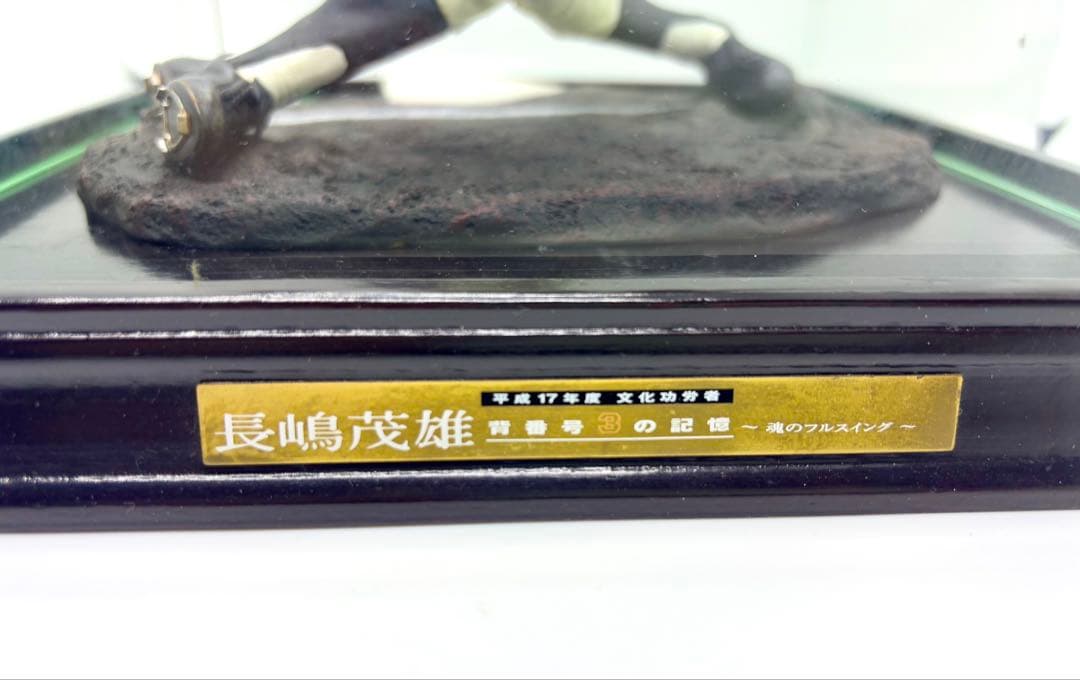 平成17年度 文化功労者
長嶋茂雄 背番号3の記憶 ~ 魂のフルスイング ~